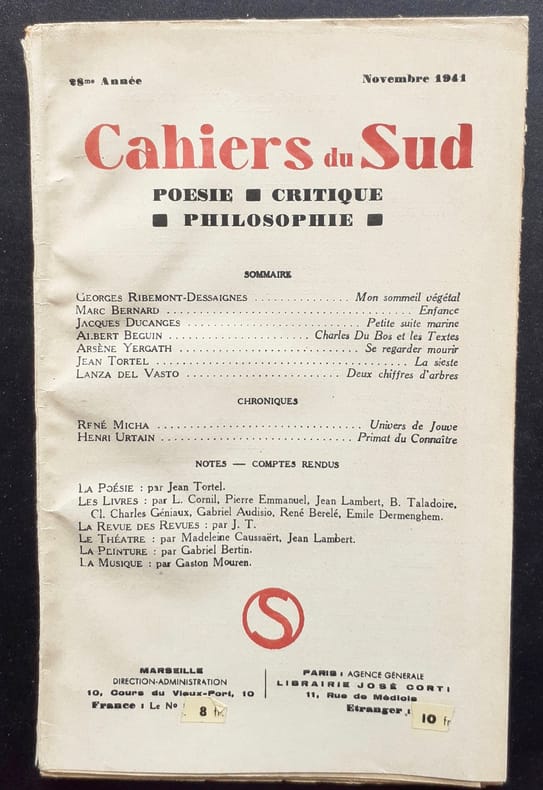 28me Année Novembre 1941
Cahiers du Sud
POESIE ■ CRITIQUE
■ PHILOSOPHIE ■
SOMMAIRE
GEORGES RIBEMONT-DESSAIGNES .............. Mon sommeil végétal
MARC BERNARD .................................... Enfance
JACQUES DUCANGES .......................... Petite suite marine
ALBERT BEGUIN .................... Charles Du Bos et les Textes
ARSÈNE YERGATH ........................... Se regarder mourir
JEAN TORTEL ..................................... La sieste
LANZA DEL VASTO ....................... Deux chiffres d'arbres
CHRONIQUES
RENÉ MICHA ................................ Univers de Jouve
HENRI URTAIN ............................ Primat du Connaître
NOTES — COMPTES RENDUS
LA POÉSIE : par Jean Tortel.
LES LIVRES : par L. Cornil, Pierre Emmanuel, Jean Lambert, B. Taladoire,
Cl. Charles Géniaux, Gabriel Audisio, René Berelé, Emile Dermenghem.
LA REVUE DES REVUES : par J. T.
LE THÉATRE : par Madeleine Caussaërt, Jean Lambert.
LA PEINTURE : par Gabriel Bertin.
LA MUSIQUE : par Gaston Mouren.
S
MARSEILLE
DIRECTION-ADMINISTRATION
10, Cours du Vieux-Port, 10
France : Le No 8 fr.
PARIS : AGENCE GENERALE
LIBRAIRIE JOSÉ CORTI
11, Rue de Médicis
Etranger : 10 fr